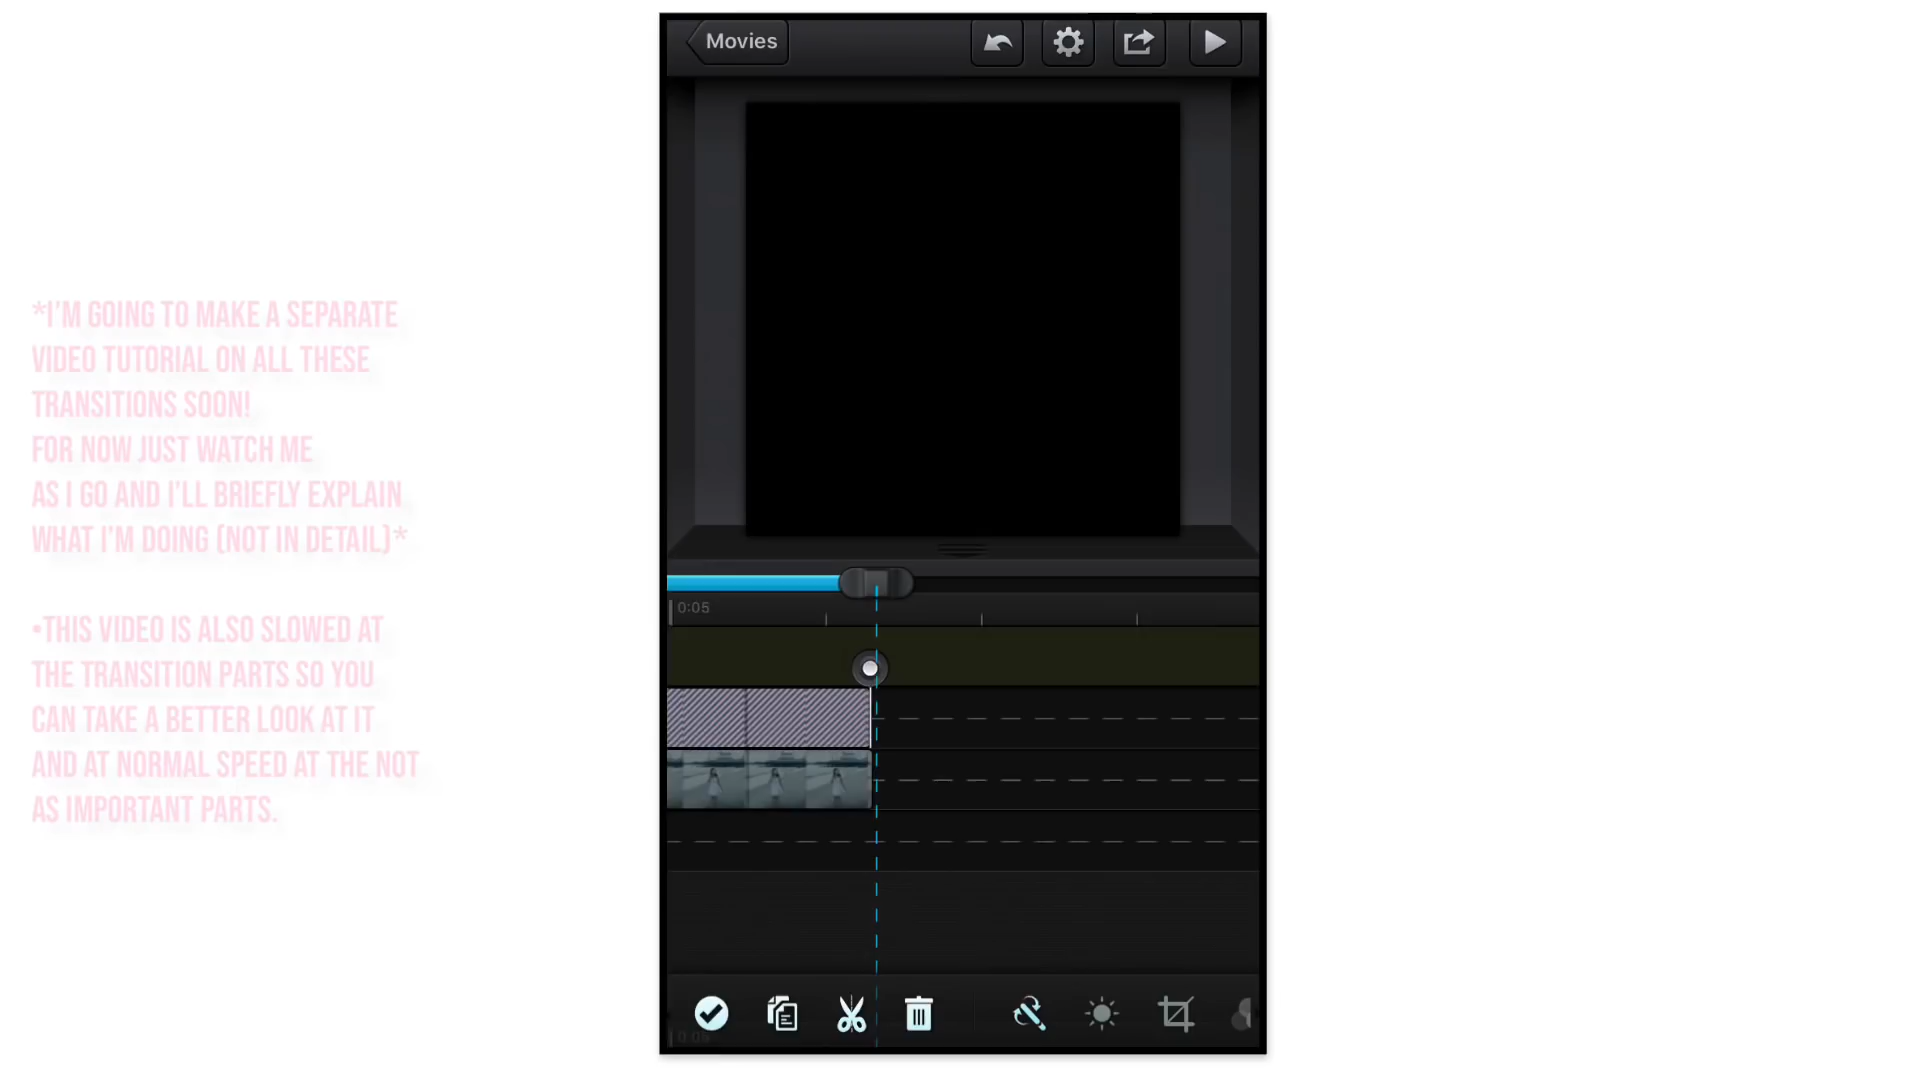 Movies
*I'M GOING TO MAKE A SEPARATE
VIDEO TUTORIAL ON ALL THESE
TRANSITIONS SOON!
FOR NOW JUST WATCH ME
AS I GO AND I'LL BRIEFLY EXPLAIN
WHAT I'M DOING (NOT IN DETAIL)*
•THIS VIDEO IS ALSO SLOWED AT
THE TRANSITION PARTS SO YOU
CAN TAKE A BETTER LOOK AT IT
AND AT NORMAL SPEED AT THE NOT
AS IMPORTANT PARTS.
0:05
0:05